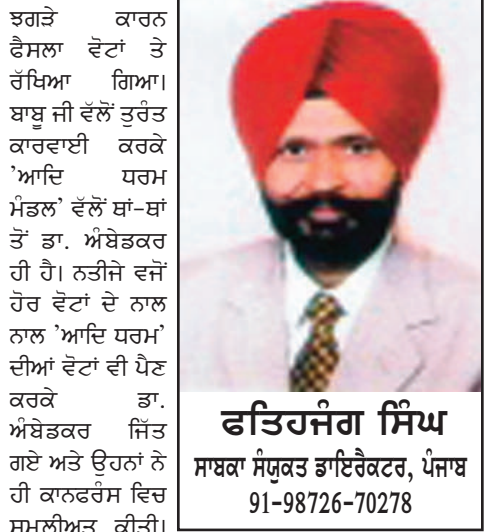 ਝਗੜੇ ਕਾਰਨ
ਫੈਸਲਾ ਵੋਟਾਂ ਤੇ
ਰੱਖਿਆ ਗਿਆ।
ਬਾਬੂ ਜੀ ਵੱਲੋਂ ਤੁਰੰਤ
ਕਾਰਵਾਈ ਕਰਕੇ
'ਆਦਿ ਧਰਮ
ਮੰਡਲ' ਵੱਲੋਂ ਥਾਂ-ਥਾਂ
ਤੋਂ ਡਾ. ਅੰਬੇਡਕਰ
ਹੀ ਹੈ। ਨਤੀਜੇ ਵਜੋਂ
ਹੋਰ ਵੋਟਾਂ ਦੇ ਨਾਲ
ਨਾਲ 'ਆਦਿ ਧਰਮ'
ਦੀਆਂ ਵੋਟਾਂ ਵੀ ਪੈਣ
ਕਰਕੇ ਡਾ.
ਅੰਬੇਡਕਰ ਜਿੱਤ
ਗਏ ਅਤੇ ਉਹਨਾਂ ਨੇ
ਹੀ ਕਾਨਫਰੰਸ ਵਿਚ
ਸ਼ਮੂਲੀਅਤ ਕੀਤੀ।
ਫਤਿਹਜੰਗ ਸਿੰਘ
ਸਾਬਕਾ ਸੰਯੁਕਤ ਡਾਇਰੈਕਟਰ, ਪੰਜਾਬ
91-98726-70278